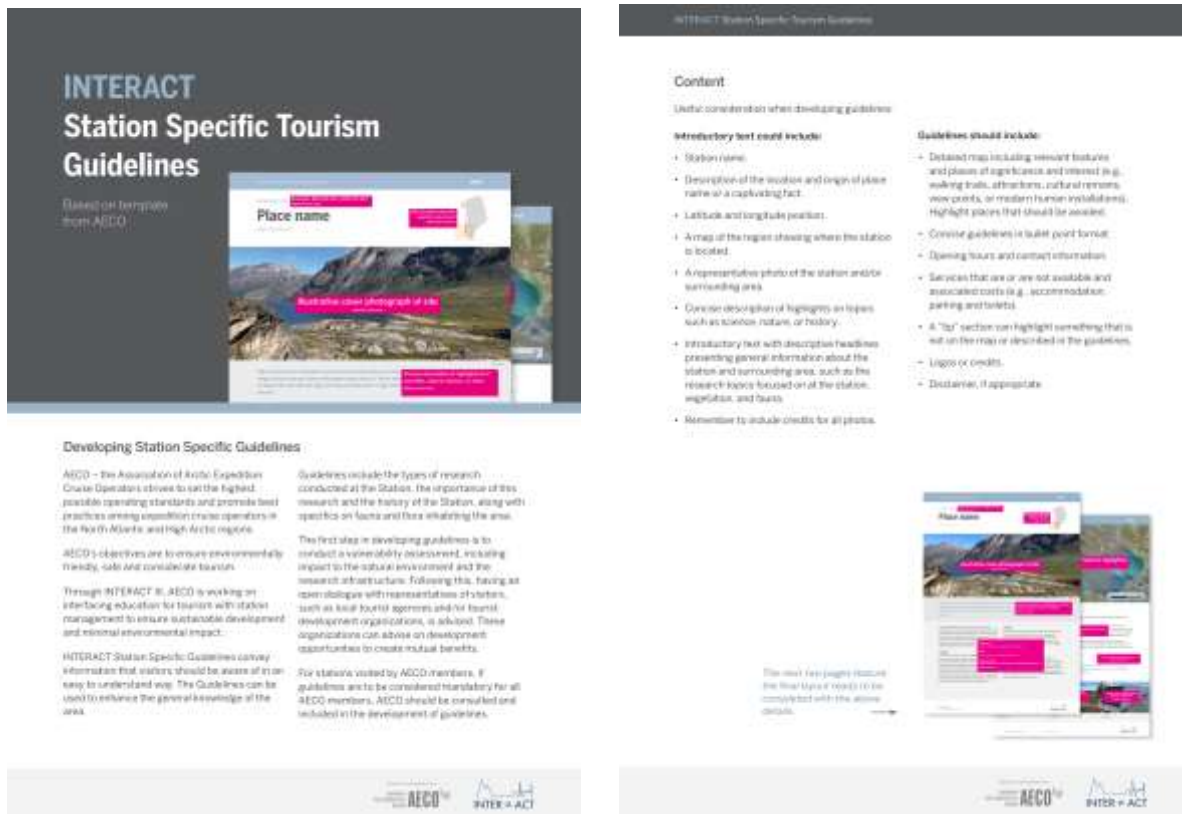 INTERACT
Station Specific Tourism
Guidelines
Based on template
from AECO
Place name
Illustrative cover photograph of site
Developing Station Specific Guidelines
AECO – the Association of Arctic Expedition
Cruise Operators strives to set the highest
possible operating standards and promote best
practices among expedition cruise operators in
the North Atlantic and High Arctic regions.
AECO's objectives are to ensure environmentally
friendly, safe and considerate tourism.
Through INTERACT III, AECO is working on
interfacing education for tourism with station
management to ensure sustainable development
and minimal environmental impact.
INTERACT Station Specific Guidelines convey
information that visitors should be aware of in an
easy to understand way. The Guidelines can be
used to enhance the general knowledge of the
area.
Guidelines include the types of research
conducted at the Station, the importance of this
research and the history of the Station, along with
specifics on fauna and flora inhabiting the area.
The first step in developing guidelines is to
conduct a vulnerability assessment, including
impact to the natural environment and the
research infrastructure. Following this, having an
open dialogue with representatives of visitors,
such as local tourist agencies and/or tourist
development organizations, is advised. These
organizations can advise on development
opportunities to create mutual benefits.
For stations visited by AECO members, if
guidelines are to be considered mandatory for all
AECO members, AECO should be consulted and
included in the development of guidelines.
AECO
INTER ACT
INTERACT Station Specific Tourism Guidelines
Content
Useful consideration when developing guidelines:
Introductory text could include:
• Station name.
• Description of the location and origin of place
name or a captivating fact.
• Latitude and longitude position.
• A map of the region showing where the station
is located.
• A representative photo of the station and/or
surrounding area.
• Concise description of highlights on topics
such as science, nature, or history.
• Introductory text with descriptive headlines
presenting general information about the
station and surrounding area, such as the
research topics focused on at the station,
vegetation, and fauna.
• Remember to include credits for all photos.
Guidelines should include:
• Detailed map including relevant features
and places of significance and interest (e.g.,
walking trails, attractions, cultural remains,
view-points, or modern human installations).
Highlight places that should be avoided.
• Concise guidelines in bullet point format.
• Opening hours and contact information.
• Services that are or are not available and
associated costs (e.g., accommodation,
parking and toilets).
• A "tip" section can highlight something that is
not on the map or described in the guidelines.
• Logos or credits.
• Disclaimer, if appropriate.
Place name
The next two pages feature
the final layout ready to be
completed with the above
details.
AECO
INTER ACT